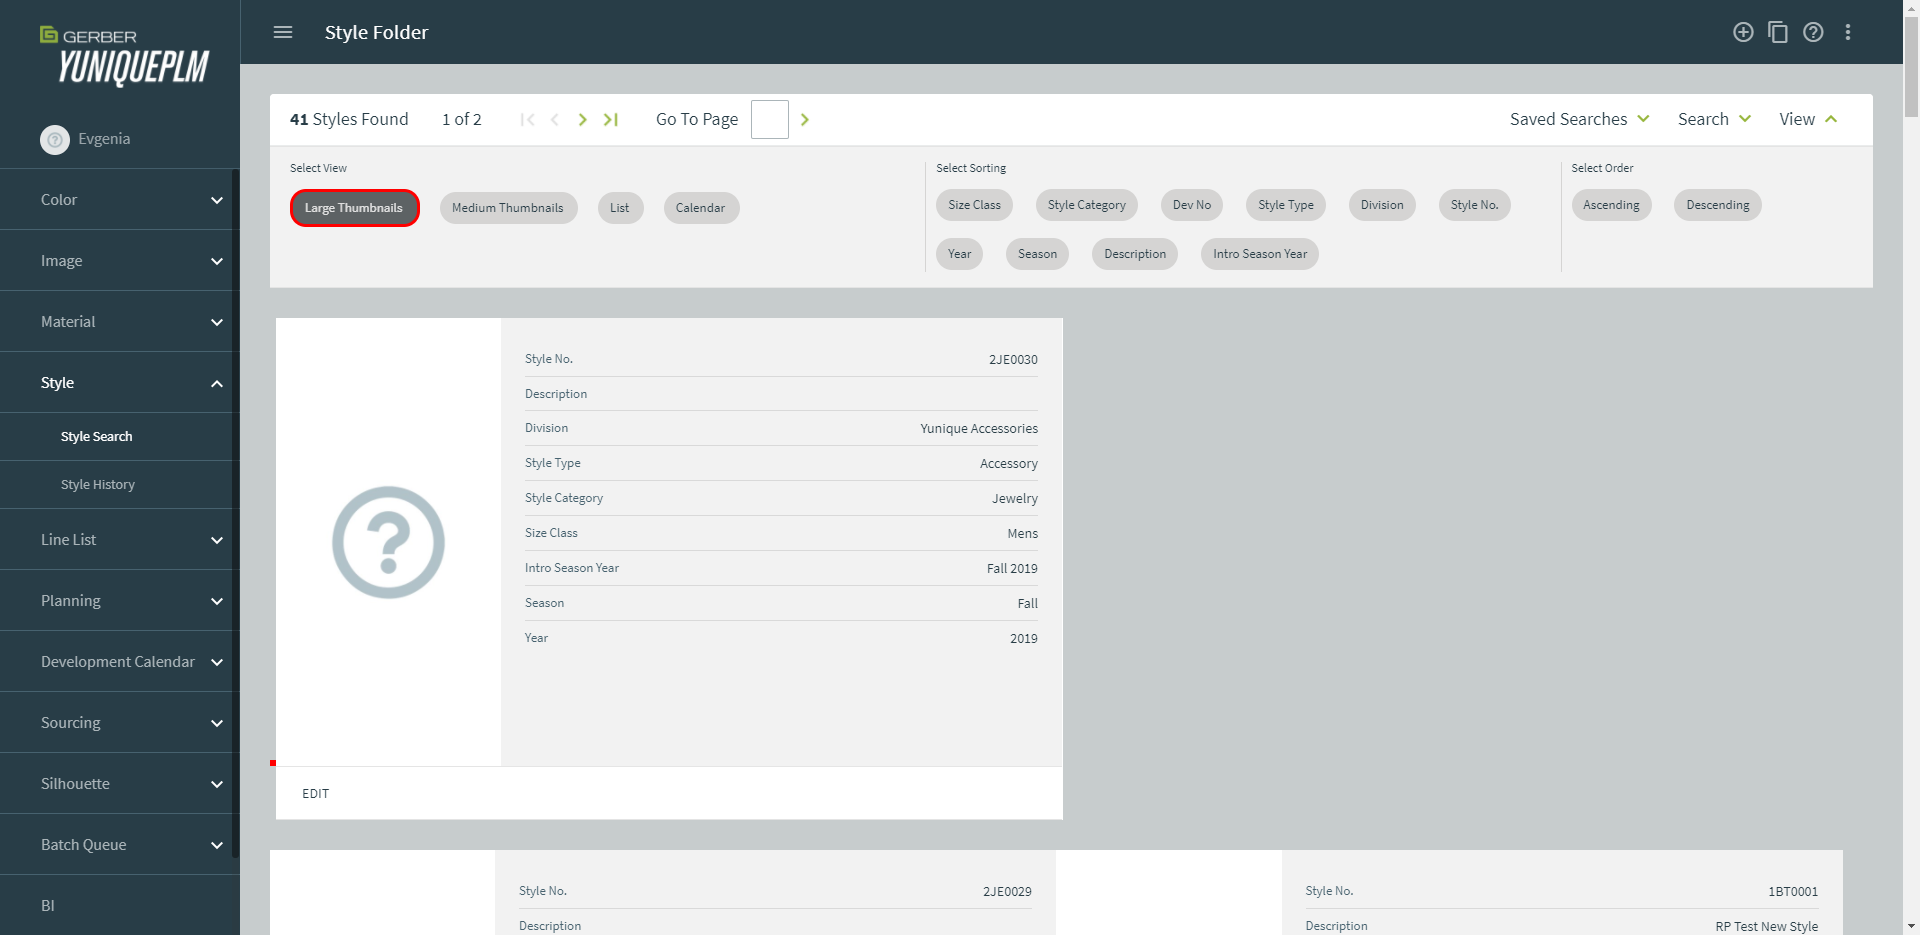 GERBER
YUNIQUEPLM
Evgenia
Color
Image
Material
Style
Style Search
Style History
Line List
Planning
Development Calendar
Sourcing
Silhouette
Batch Queue
BI
Style Folder
41 Styles Found 1 of 2 Go To Page Saved Searches Search View
Select View
Large Thumbnails Medium Thumbnails List Calendar
Select Sorting
Size Class Style Category Dev No Style Type Division Style No.
Year Season Description Intro Season Year
Select Order
Ascending Descending
Style No. 2JE0030
Description
Division Yunique Accessories
Style Type Accessory
Style Category Jewelry
Size Class Mens
Intro Season Year Fall 2019
Season Fall
Year 2019
EDIT
Style No. 2JE0029
Description
Style No. 1BT0001
Description RP Test New Style